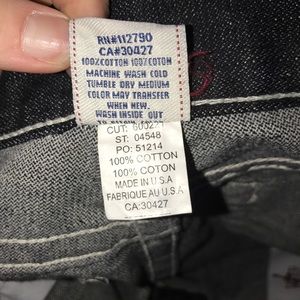 RN#112790
CA#30427
100%COTTON 100%COTON
MACHINE WASH COLD
TUMBLE DRY MEDIUM
COLOR MAY TRANSFER
WHEN NEW.
WASH INSIDE OUT
CUT:
ST: 04548
PO: 51214
100% COTTON
100% COTON
MADE IN U.S.A
FABRIQUE AU U.S.A
CA:30427